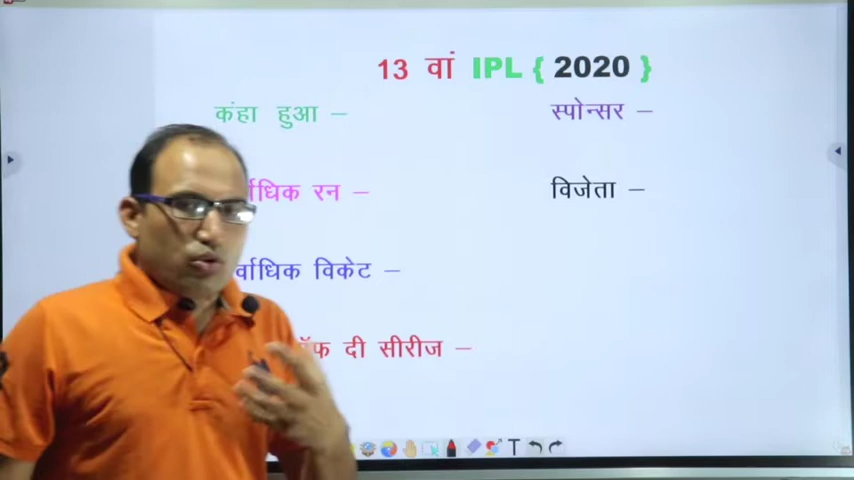 13 वां IPL { 2020 }
कंहा हुआ –
स्पोन्सर –
रन –
विजेता –
विकेट –
दी सीरीज –
T